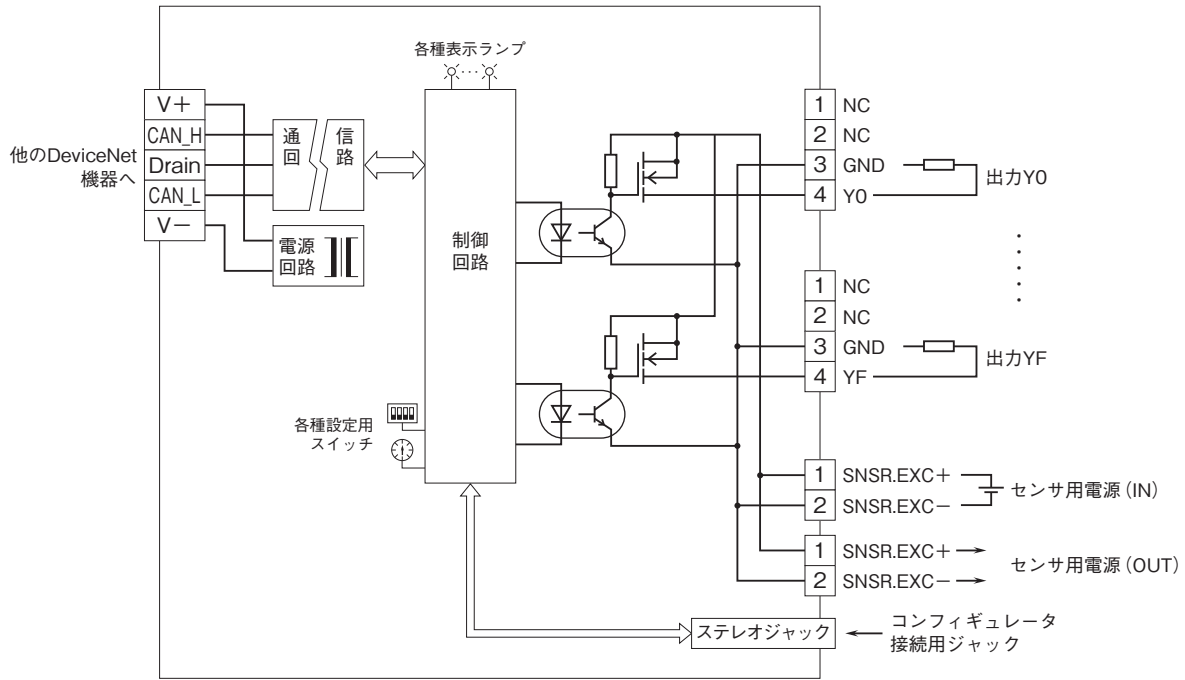 各種表示ランプ
他のDeviceNet
機器へ
V+
CAN_H
Drain
CAN_L
V−
通 信
回 路
電源
回路
制御
回路
各種設定用
スイッチ
1 NC
2 NC
3 GND
4 Y0
出力Y0
1 NC
2 NC
3 GND
4 YF
出力YF
1 SNSR.EXC+
2 SNSR.EXC−
センサ用電源(IN)
1 SNSR.EXC+
2 SNSR.EXC−
センサ用電源(OUT)
ステレオジャック
コンフィギュレータ
接続用ジャック